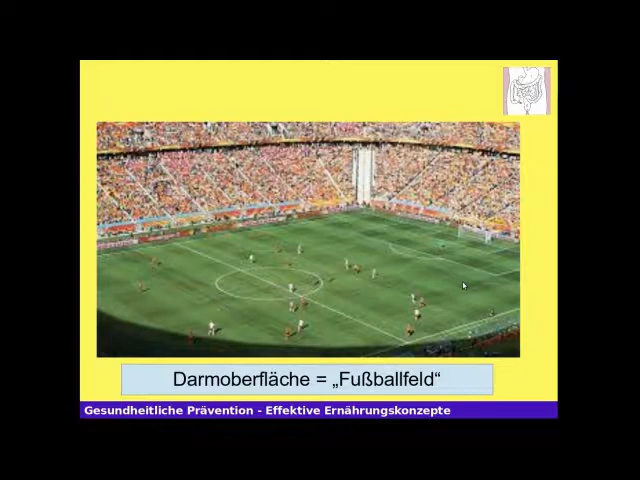 Darmoberfläche = „Fußballfeld“
Gesundheitliche Prävention - Effektive Ernährungskonzepte